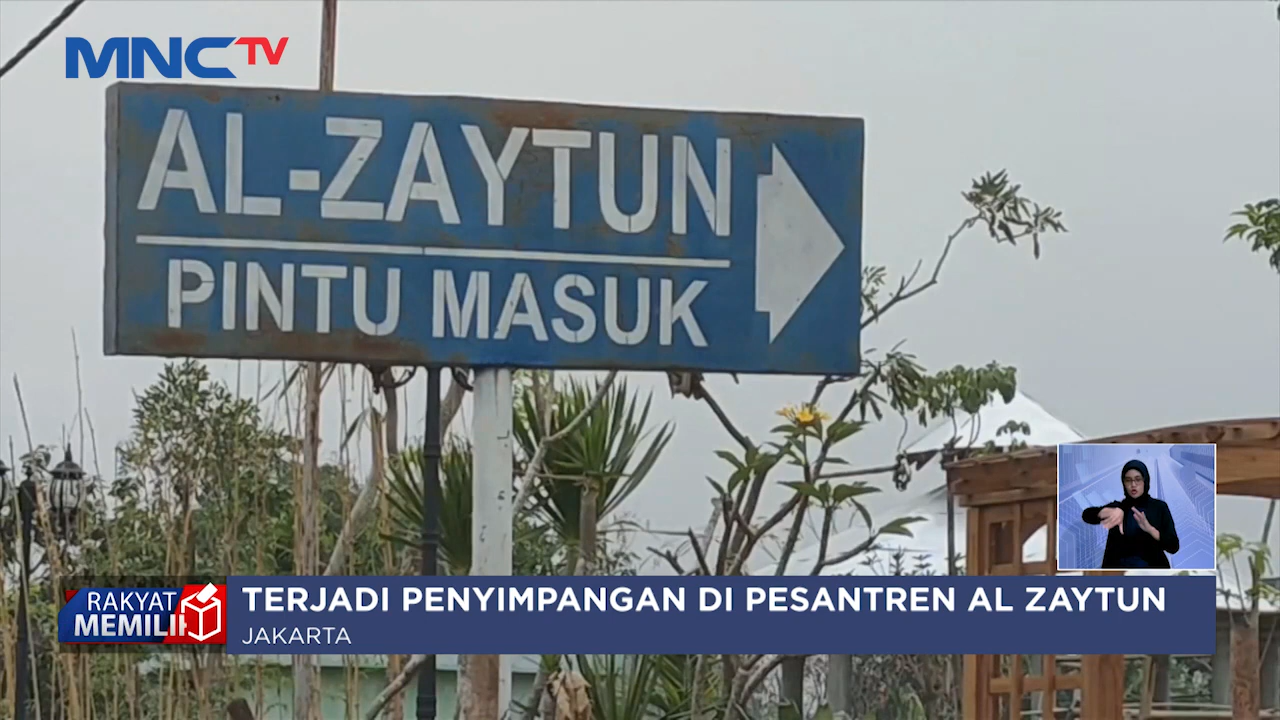 MNCTV
AL-ZAYTUN
PINTU MASUK
RAKYAT
MEMILIH
TERJADI PENYIMPANGAN DI PESANTREN AL ZAYTUN
JAKARTA